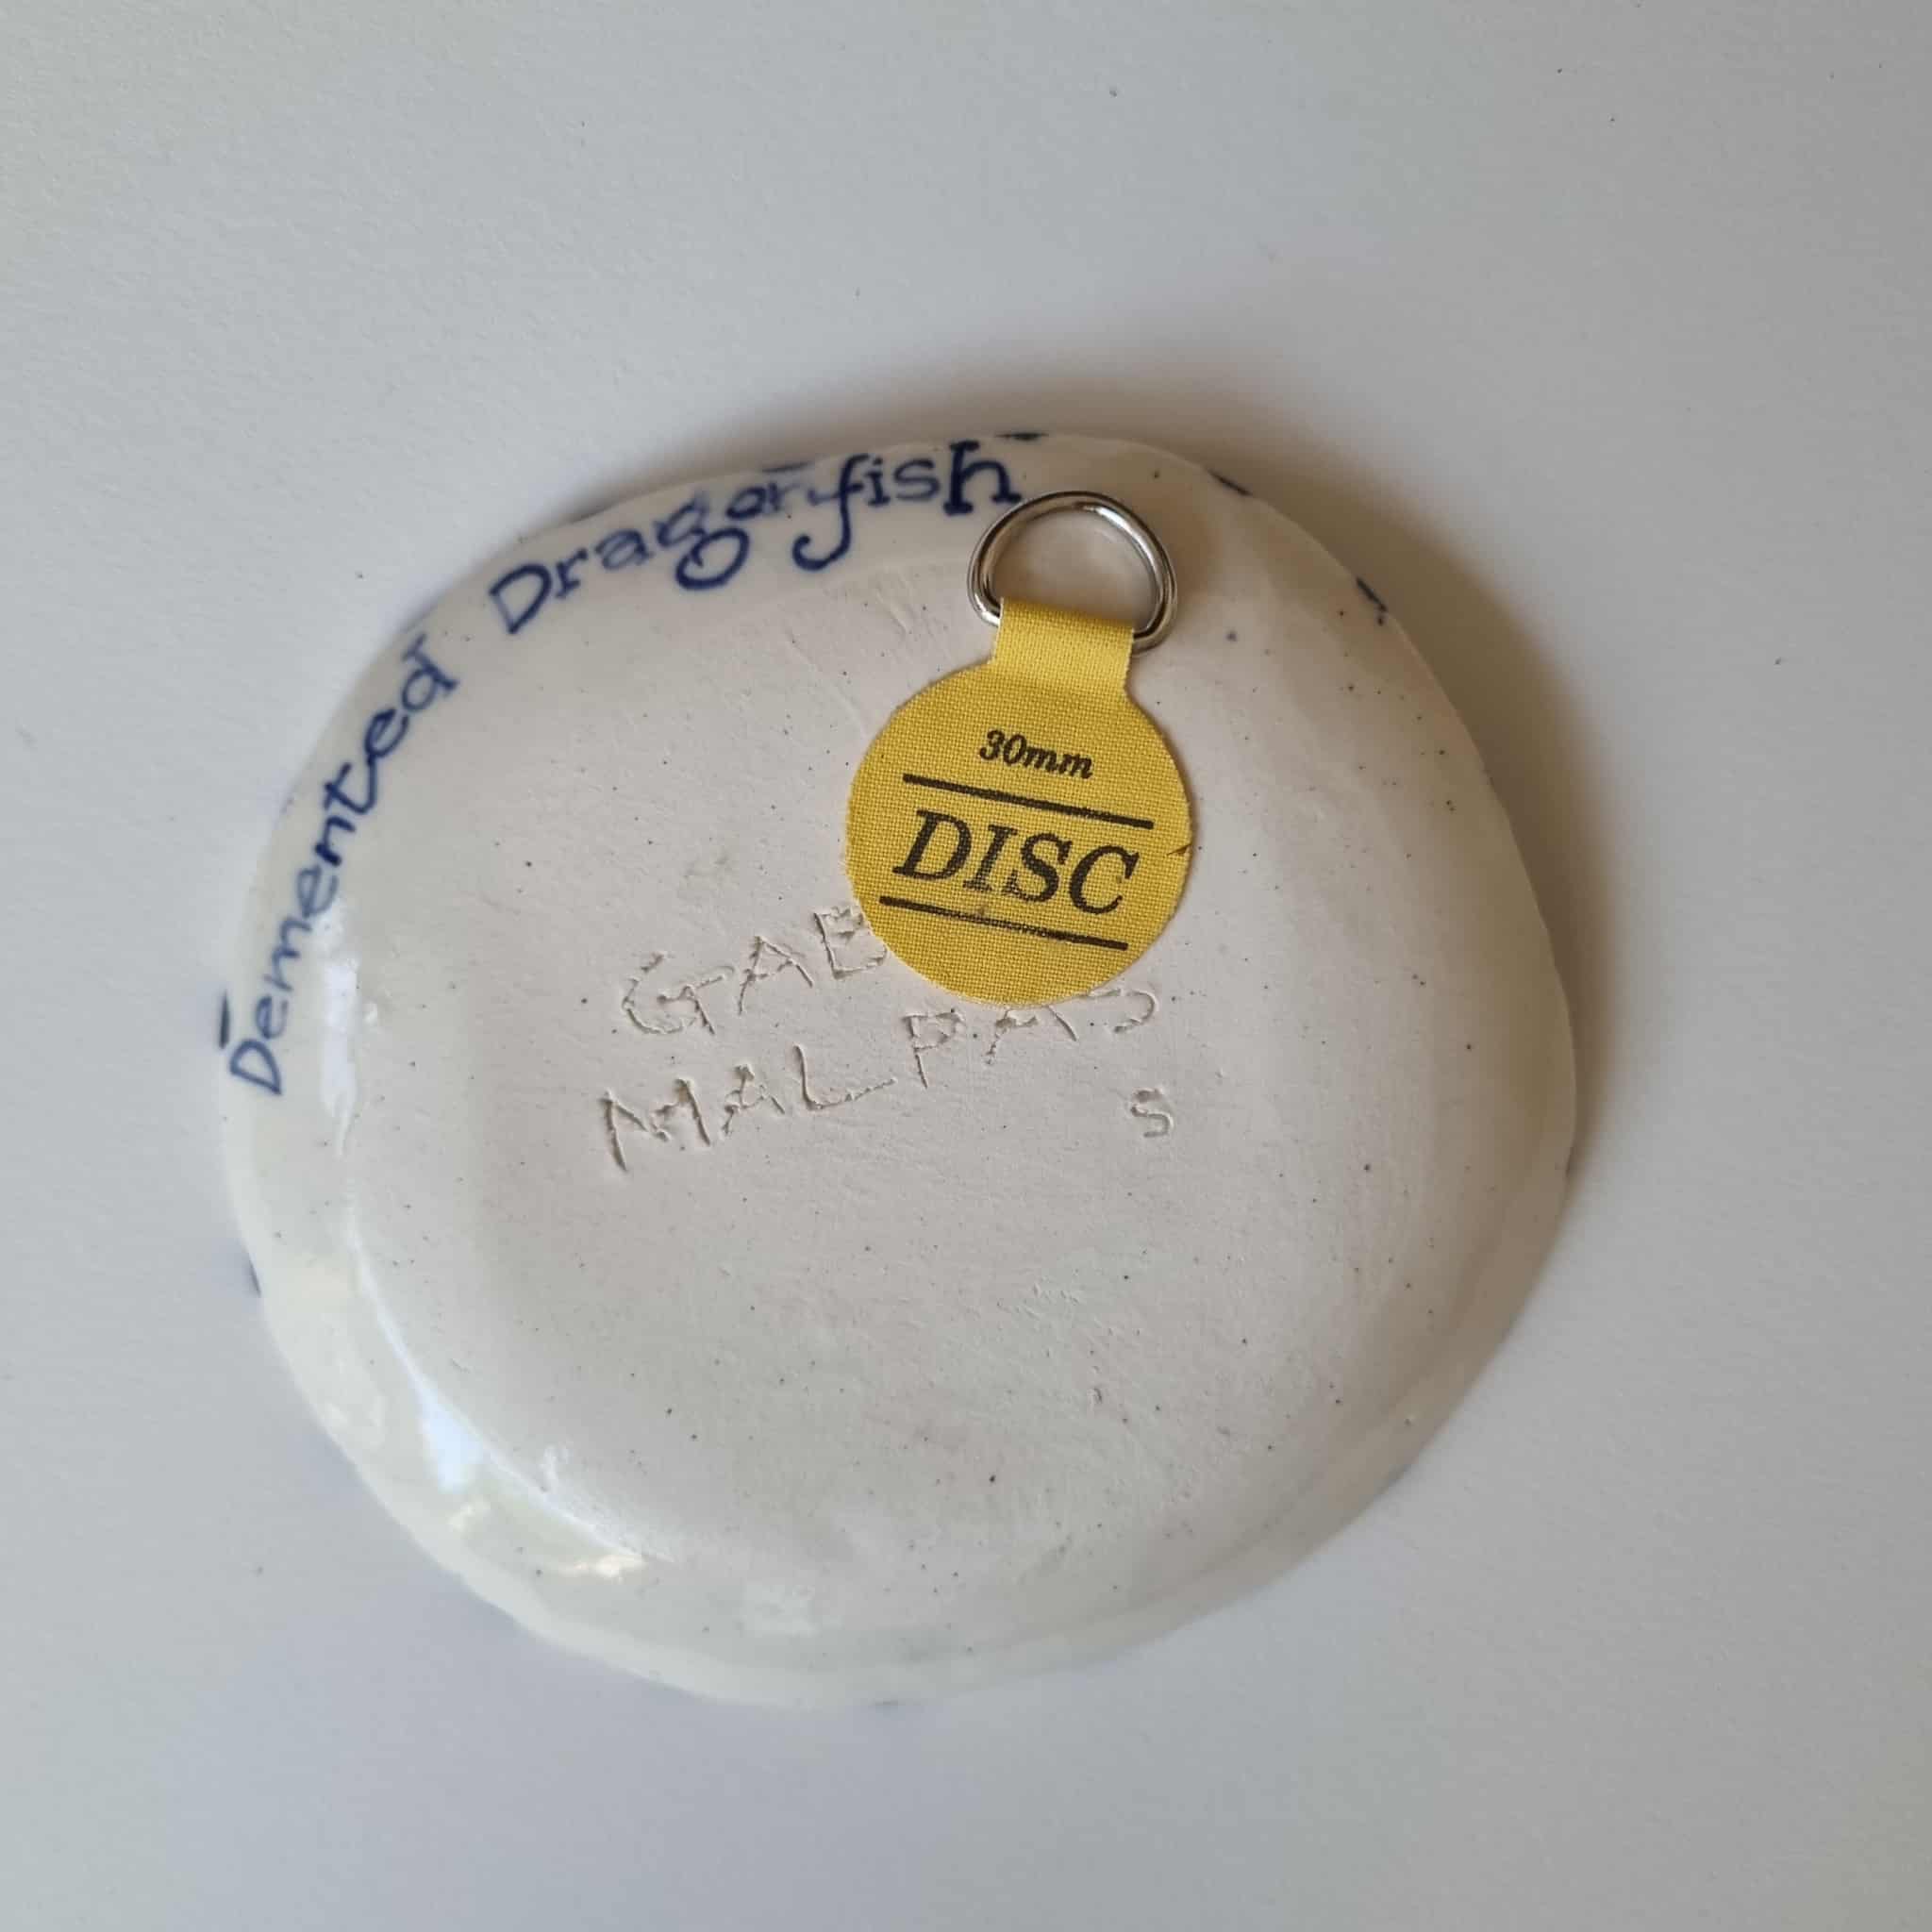 Demented Dragonfish
30mm
DISC
GAB
MALPAS
S